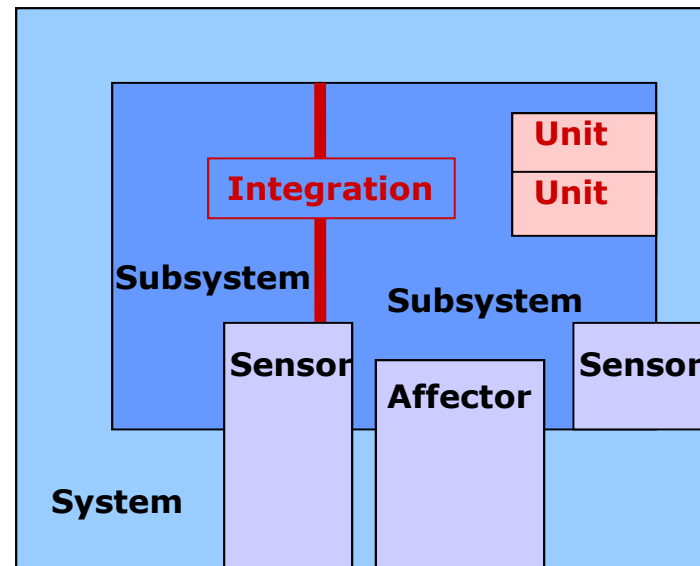 Unit
Integration
Unit
Subsystem
Subsystem
Sensor
Sensor
Affector
System